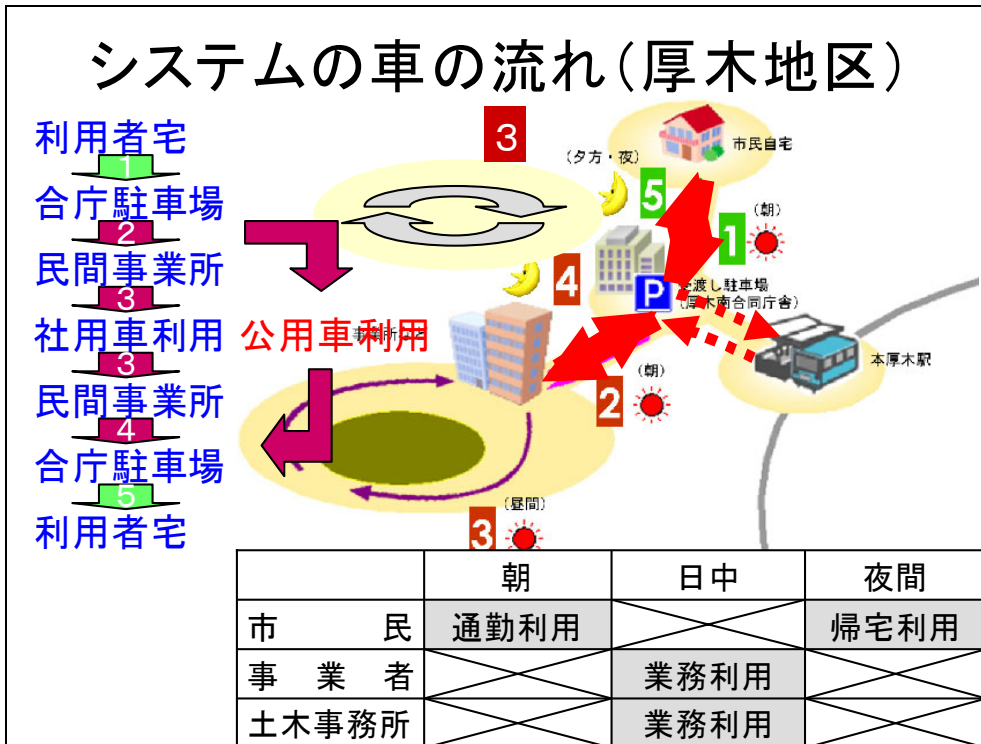 システムの車の流れ(厚木地区)
利用者宅
1
合庁駐車場
2
民間事業所
3
社用車利用
3
民間事業所
4
合庁駐車場
5
利用者宅
公用車利用
3
市民自宅
(夕方・夜)
5
(朝)
1
4
P
受渡し駐車場
(厚木南合同庁舎)
本厚木駅
(朝)
2
(昼間)
3
朝 日中 夜間
市民 通勤利用 帰宅利用
事業者 業務利用
土木事務所 業務利用